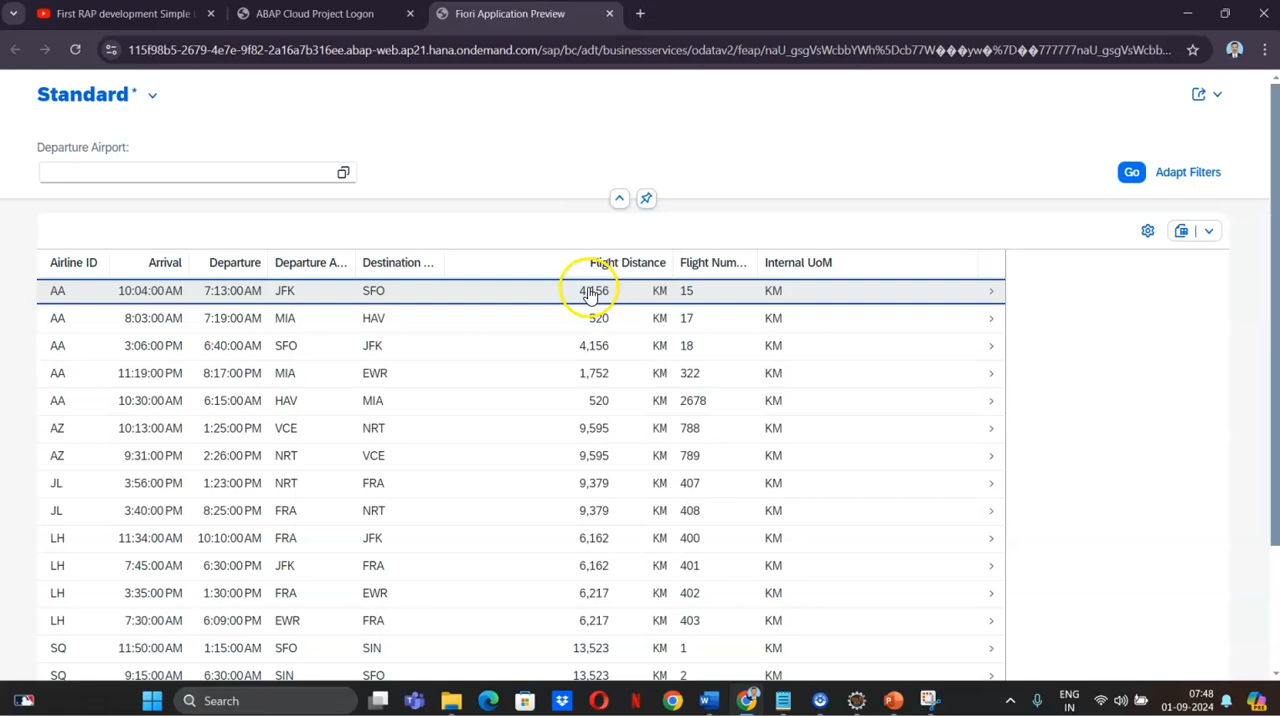 First RAP development Simple
ABAP Cloud Project Logon
Fiori Application Preview
115f98b5-2679-4e7e-9f82-2a16a7b316ee.abap-web.ap21.hana.ondemand.com/sap/bc/adt/businessservices/odatav2/feap/naU_gsgVsWcbbYWh%5Dcb77W���yw�%7D��777777naU_gsgVsWcbb...
Standard *
Departure Airport:
Go Adapt Filters
Airline ID Arrival Departure Departure A... Destination ... Flight Distance Flight Num... Internal UoM
AA 10:04:00 AM 7:13:00 AM JFK SFO 4,156 KM 15 KM
AA 8:03:00 AM 7:19:00 AM MIA HAV 520 KM 17 KM
AA 3:06:00 PM 6:40:00 AM SFO JFK 4,156 KM 18 KM
AA 11:19:00 PM 8:17:00 PM MIA EWR 1,752 KM 322 KM
AA 10:30:00 AM 6:15:00 AM HAV MIA 520 KM 2678 KM
AZ 10:13:00 AM 1:25:00 PM VCE NRT 9,595 KM 788 KM
AZ 9:31:00 PM 2:26:00 PM NRT VCE 9,595 KM 789 KM
JL 3:56:00 PM 1:23:00 PM NRT FRA 9,379 KM 407 KM
JL 3:40:00 PM 8:25:00 PM FRA NRT 9,379 KM 408 KM
LH 11:34:00 AM 10:10:00 AM FRA JFK 6,162 KM 400 KM
LH 7:45:00 AM 6:30:00 PM JFK FRA 6,162 KM 401 KM
LH 3:35:00 PM 1:30:00 PM FRA EWR 6,217 KM 402 KM
LH 7:30:00 AM 6:09:00 PM EWR FRA 6,217 KM 403 KM
SQ 11:50:00 AM 1:15:00 AM SFO SIN 13,523 KM 1 KM
SQ 9:15:00 AM 6:30:00 AM SIN SFO 13,523 KM 2 KM
Search
ENG
IN
07:48
01-09-2024